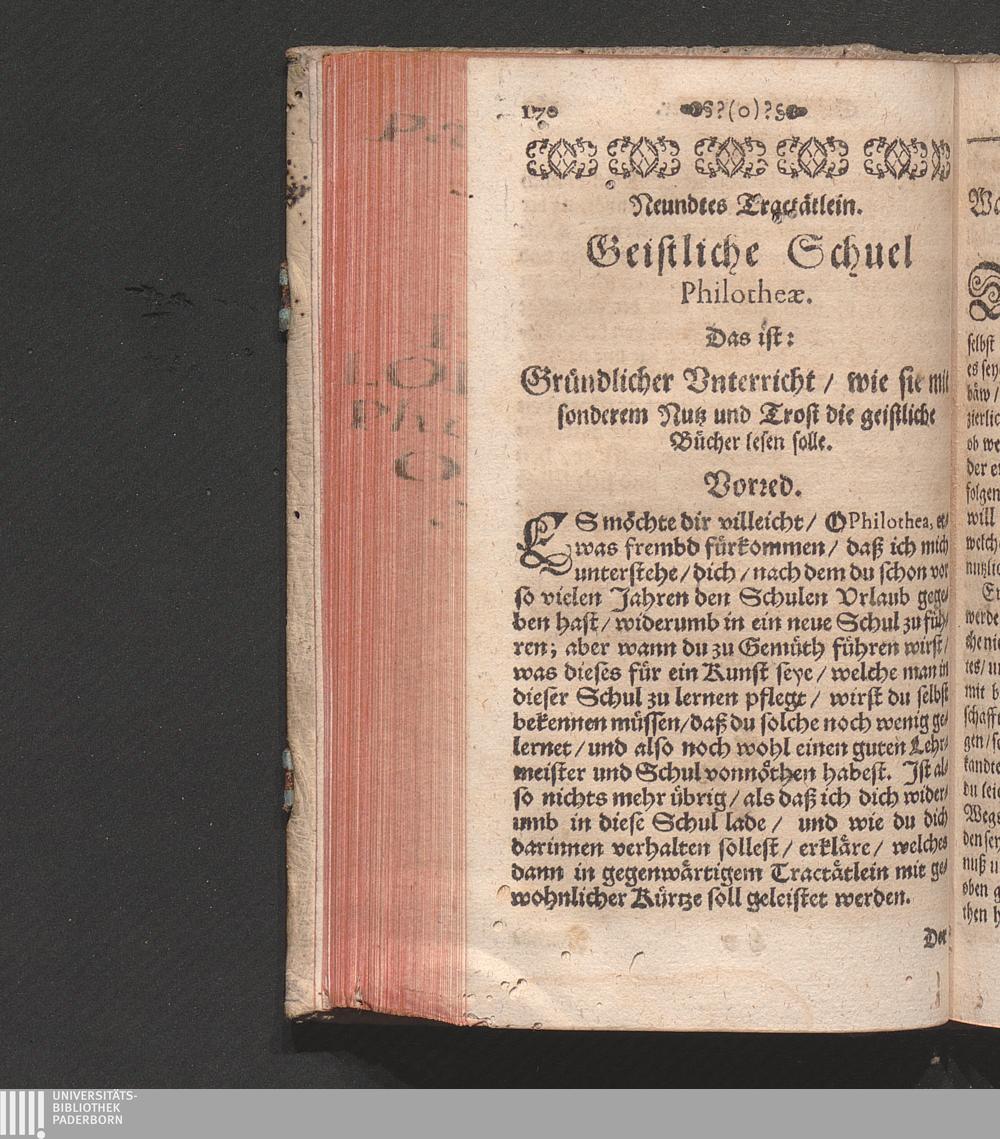 170 §?(o)?§
Neundtes Tractätlein.
Geistliche Schuel
Philotheæ.
Das ist:
Gründlicher Vnterricht / wie sie mit
sonderem Nutz und Trost die geistliche
Bücher lesen solle.
Vorred.
ES möchte dir villeicht / O Philothea, et-
was frembd fürkommen / daß ich mich
unterstehe / dich / nach dem du schon vor
so vielen Jahren den Schulen Vrlaub gege-
ben hast / widerumb in ein neue Schul zu füh-
ren; aber wann du zu Gemüth führen wirst /
was dieses für ein Kunst seye / welche man in
dieser Schul zu lernen pflegt / wirst du selbst
bekennen müssen / daß du solche noch wenig ge-
lernet / und also noch wohl einen guten Lehr-
meister und Schul vonnöthen habest. Ist al-
so nichts mehr übrig / als daß ich dich wider-
umb in diese Schul lade / und wie du dich
darinnen verhalten sollest / erkläre / welches
dann in gegenwärtigem Tractätlein mit ge-
wohnlicher Kürtze soll geleistet werden.
Der
selbst
folgen
will
UNIVERSITÄTS-
BIBLIOTHEK
PADERBORN